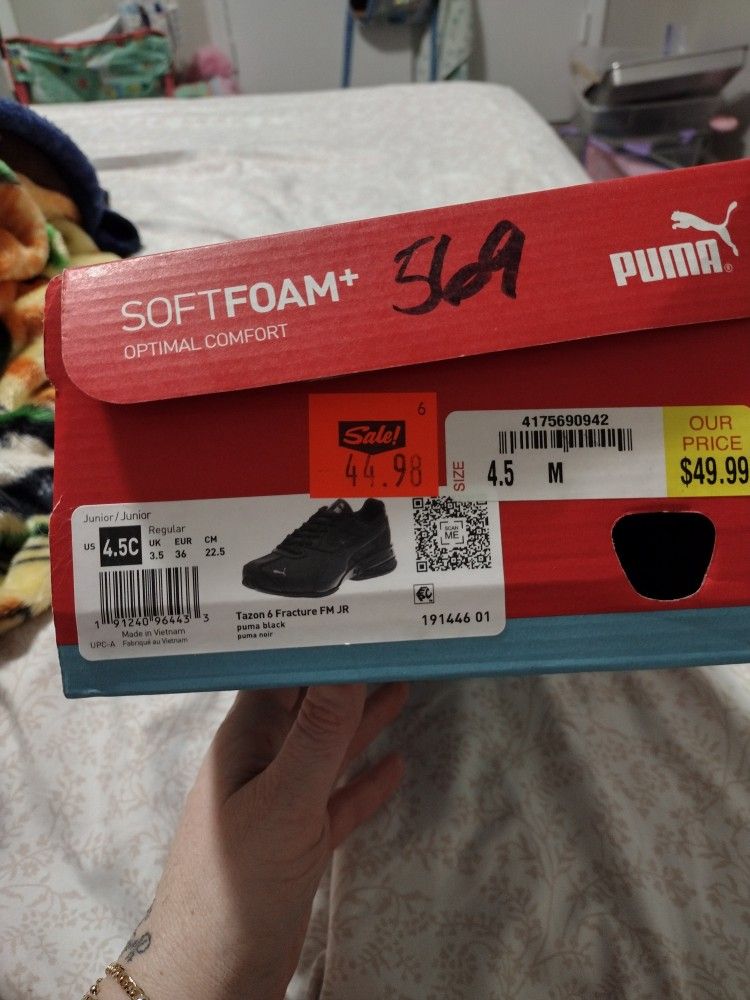 SOFTFOAM+
OPTIMAL COMFORT
569
PUMA®
6
Sale!
44.98
4175690942
SIZE 4.5 M
OUR
PRICE
$49.99
Junior/Junior
Regular
US 4.5C UK 3.5 EUR 36 CM 22.5
1 91240 96443 3
Made in Vietnam
UPC-A Fabriqué au Vietnam
SCAN
ME
Tazon 6 Fracture FM JR
puma black
puma noir
191446 01